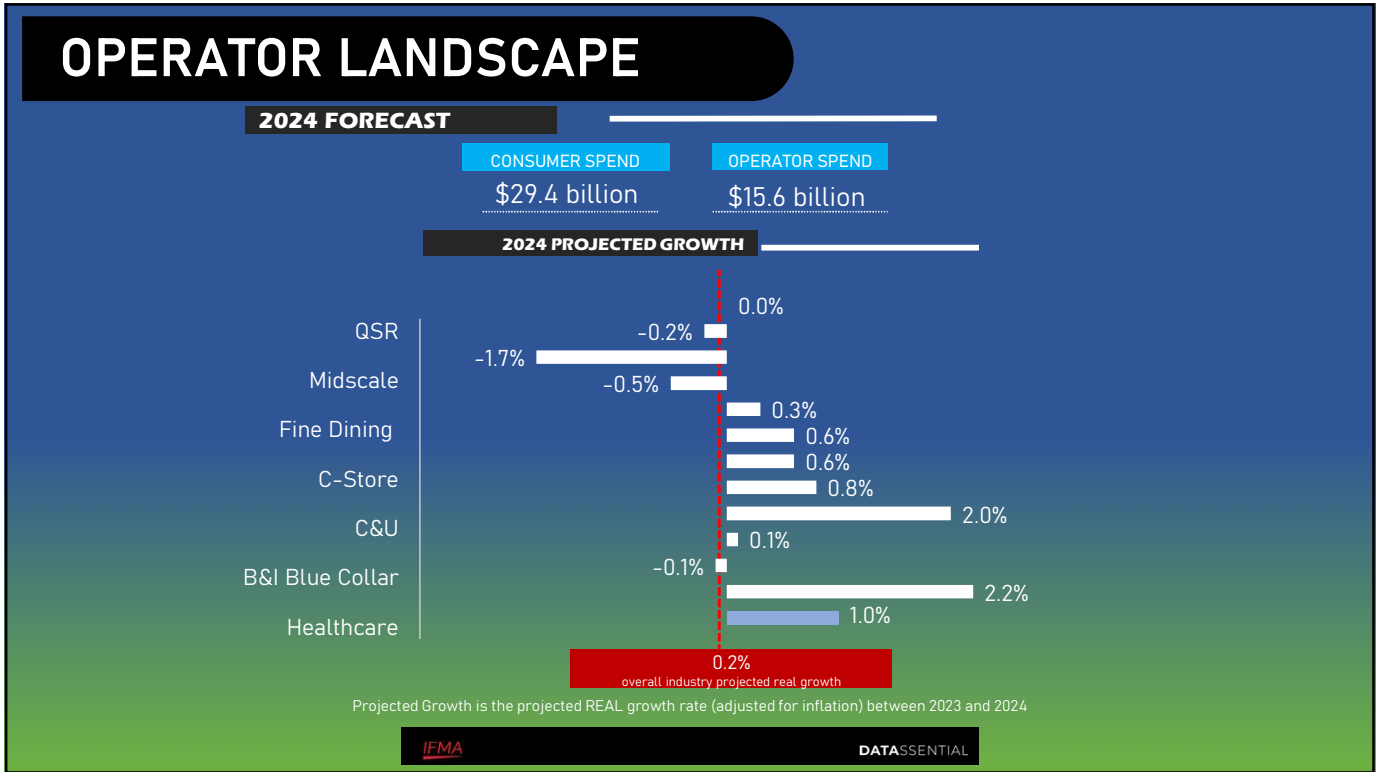 OPERATOR LANDSCAPE
2024 FORECAST
CONSUMER SPEND
OPERATOR SPEND
$29.4 billion
$15.6 billion
2024 PROJECTED GROWTH
0.0%
QSR
-0.2%
-1.7%
Midscale
-0.5%
0.3%
Fine Dining
0.6%
0.6%
C-Store
0.8%
2.0%
C&U
0.1%
-0.1%
B&I Blue Collar
2.2%
1.0%
Healthcare
0.2%
overall industry projected real growth
Projected Growth is the projected REAL growth rate (adjusted for inflation) between 2023 and 2024
IFMA
DATASSENTIAL